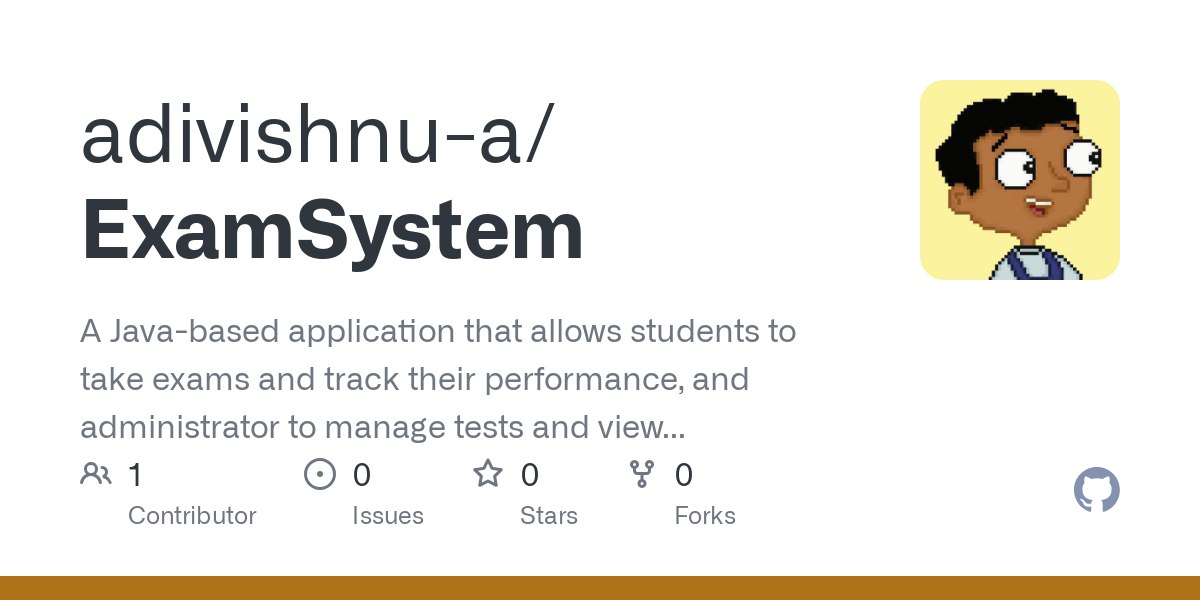 adivishnu-a/
ExamSystem
A Java-based application that allows students to
take exams and track their performance, and
administrator to manage tests and view...
1 0 0 0
Contributor Issues Stars Forks